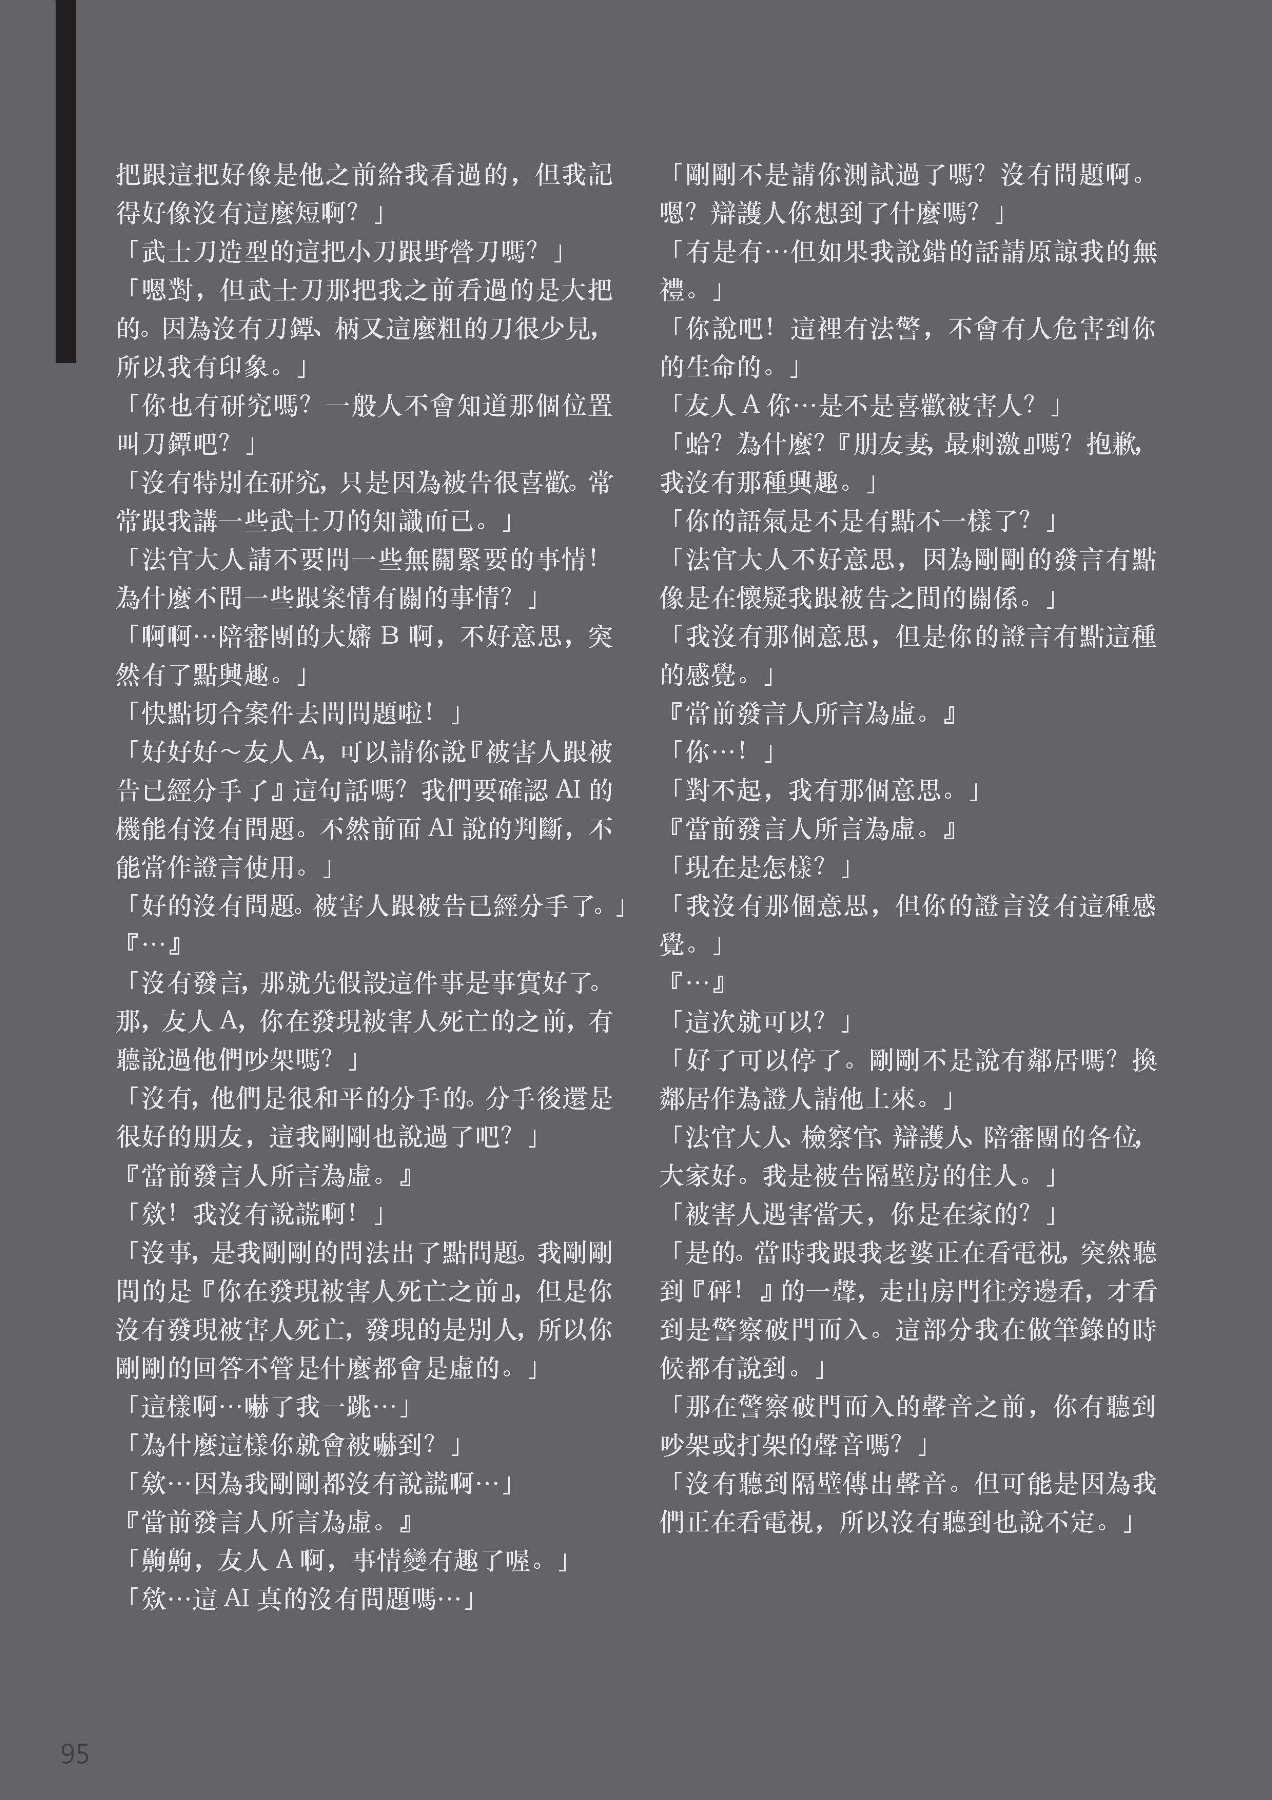 把跟這把好像是他之前給我看過的，但我記
得好像沒有這麼短啊？」
「武士刀造型的這把小刀跟野營刀嗎？」
「嗯對，但武士刀那把我之前看過的是大把
的。因為沒有刀鐔、柄又這麼粗的刀很少見，
所以我有印象。」
「你也有研究嗎？一般人不會知道那個位置
叫刀鐔吧？」
「沒有特別在研究，只是因為被告很喜歡。常
常跟我講一些武士刀的知識而已。」
「法官大人請不要問一些無關緊要的事情！
為什麼不問一些跟案情有關的事情？」
「啊啊⋯陪審團的大嬸 B 啊，不好意思，突
然有了點興趣。」
「快點切合案件去問問題啦！」
「好好好～友人 A，可以請你說『被害人跟被
告已經分手了』這句話嗎？我們要確認 AI 的
機能有沒有問題。不然前面 AI 說的判斷，不
能當作證言使用。」
「好的沒有問題。被害人跟被告已經分手了。」
『⋯』
「沒有發言，那就先假設這件事是事實好了。
那，友人 A，你在發現被害人死亡的之前，有
聽說過他們吵架嗎？」
「沒有，他們是很和平的分手的。分手後還是
很好的朋友，這我剛剛也說過了吧？」
『當前發言人所言為虛。』
「欸！我沒有說謊啊！」
「沒事，是我剛剛的問法出了點問題。我剛剛
問的是『你在發現被害人死亡之前』，但是你
沒有發現被害人死亡，發現的是別人，所以你
剛剛的回答不管是什麼都會是虛的。」
「這樣啊⋯嚇了我一跳⋯」
「為什麼這樣你就會被嚇到？」
「欸⋯因為我剛剛都沒有說謊啊⋯」
『當前發言人所言為虛。』
「齁齁，友人 A 啊，事情變有趣了喔。」
「欸⋯這 AI 真的沒有問題嗎⋯」
「剛剛不是請你測試過了嗎？沒有問題啊。
嗯？辯護人你想到了什麼嗎？」
「有是有⋯但如果我說錯的話請原諒我的無
禮。」
「你說吧！這裡有法警，不會有人危害到你
的生命的。」
「友人 A 你⋯是不是喜歡被害人？」
「蛤？為什麼？『朋友妻，最刺激』嗎？抱歉，
我沒有那種興趣。」
「你的語氣是不是有點不一樣了？」
「法官大人不好意思，因為剛剛的發言有點
像是在懷疑我跟被告之間的關係。」
「我沒有那個意思，但是你的證言有點這種
的感覺。」
『當前發言人所言為虛。』
「你⋯！」
「對不起，我有那個意思。」
『當前發言人所言為虛。』
「現在是怎樣？」
「我沒有那個意思，但你的證言沒有這種感
覺。」
『⋯』
「這次就可以？」
「好了可以停了。剛剛不是說有鄰居嗎？換
鄰居作為證人請他上來。」
「法官大人、檢察官、辯護人、陪審團的各位，
大家好。我是被告隔壁房的住人。」
「被害人遇害當天，你是在家的？」
「是的。當時我跟我老婆正在看電視，突然聽
到『砰！』的一聲，走出房門往旁邊看，才看
到是警察破門而入。這部分我在做筆錄的時
候都有說到。」
「那在警察破門而入的聲音之前，你有聽到
吵架或打架的聲音嗎？」
「沒有聽到隔壁傳出聲音。但可能是因為我
們正在看電視，所以沒有聽到也說不定。」
95